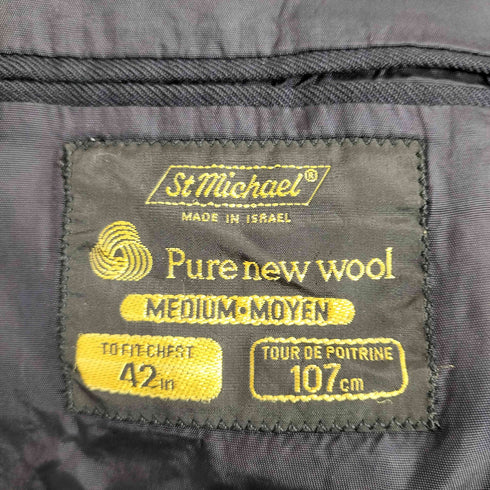 St Michael®
MADE IN ISRAEL
Pure new wool
MEDIUM·MOYEN
TO FIT CHEST
42in
TOUR DE POITRINE
107cm